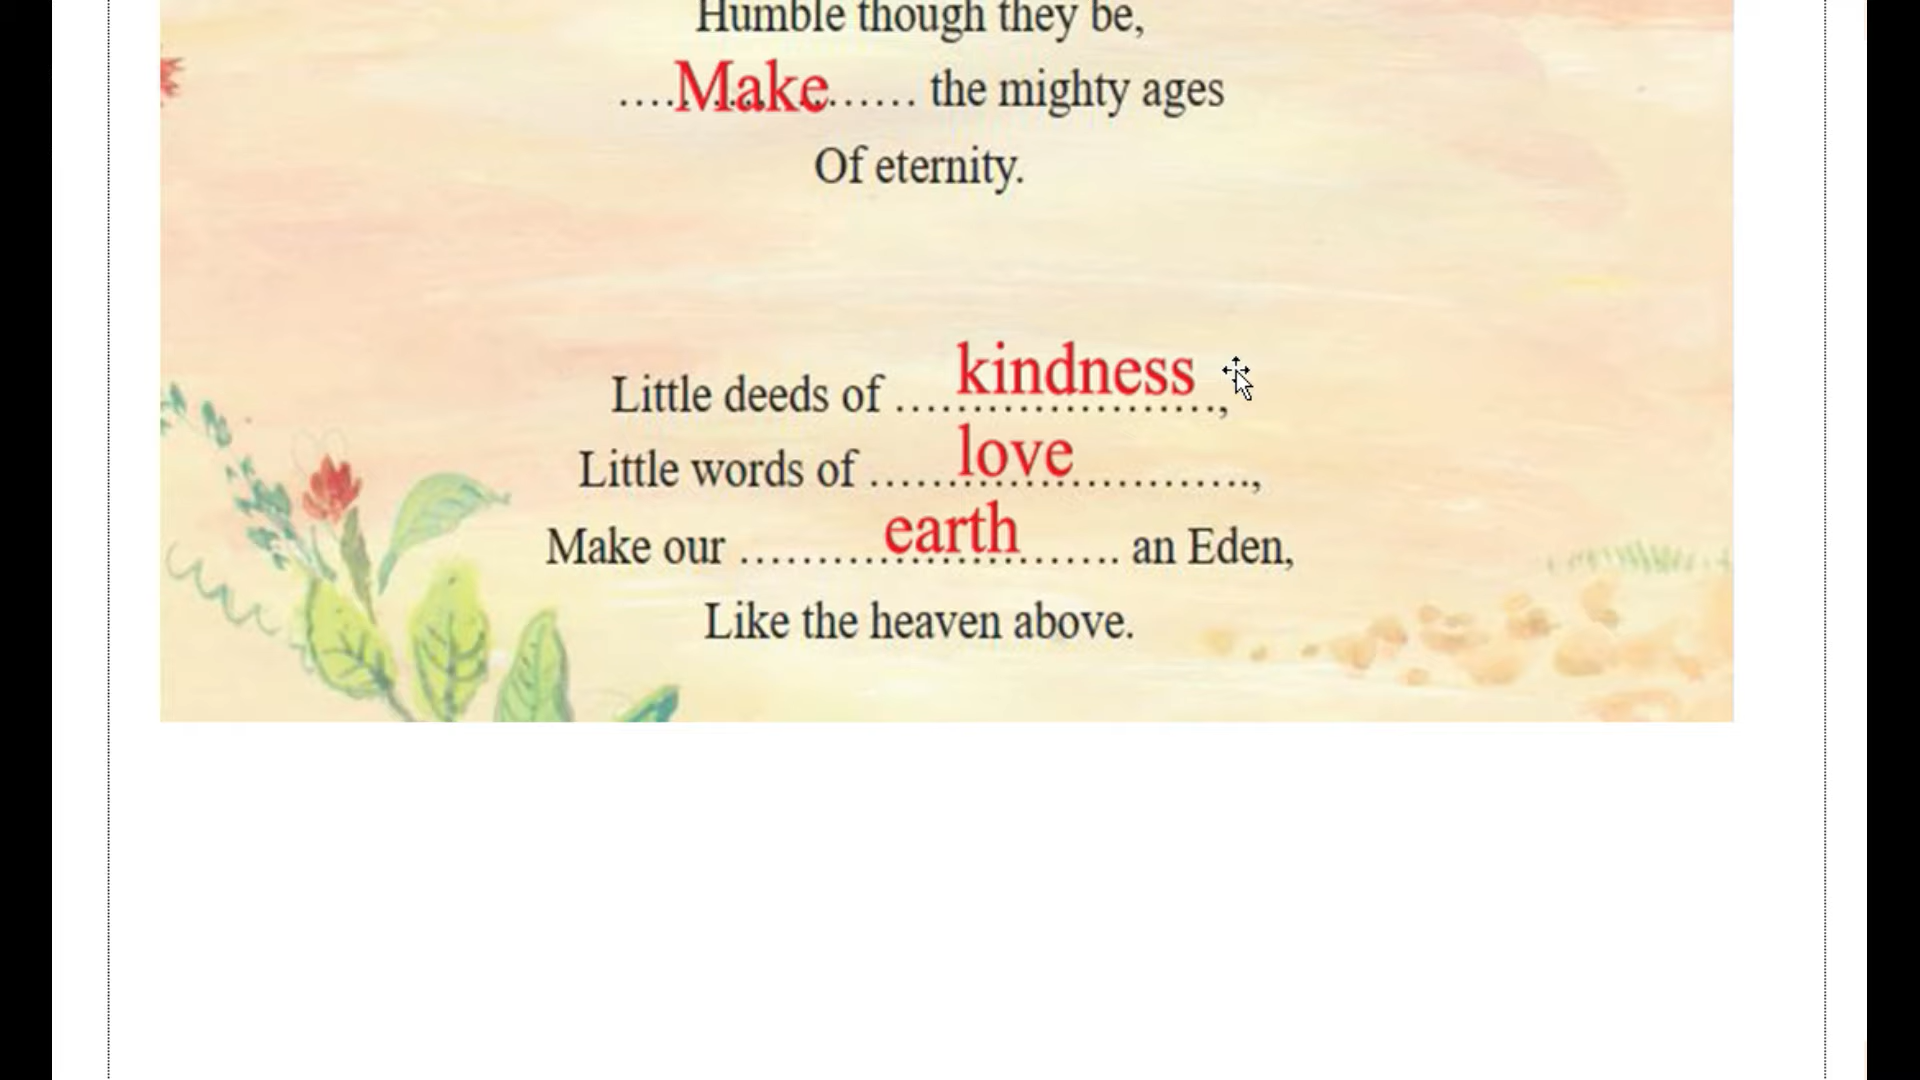 Humble though they be,
....Make...... the mighty ages
Of eternity.
Little deeds of ....kindness....,
Little words of ....love....,
Make our ....earth.... an Eden,
Like the heaven above.